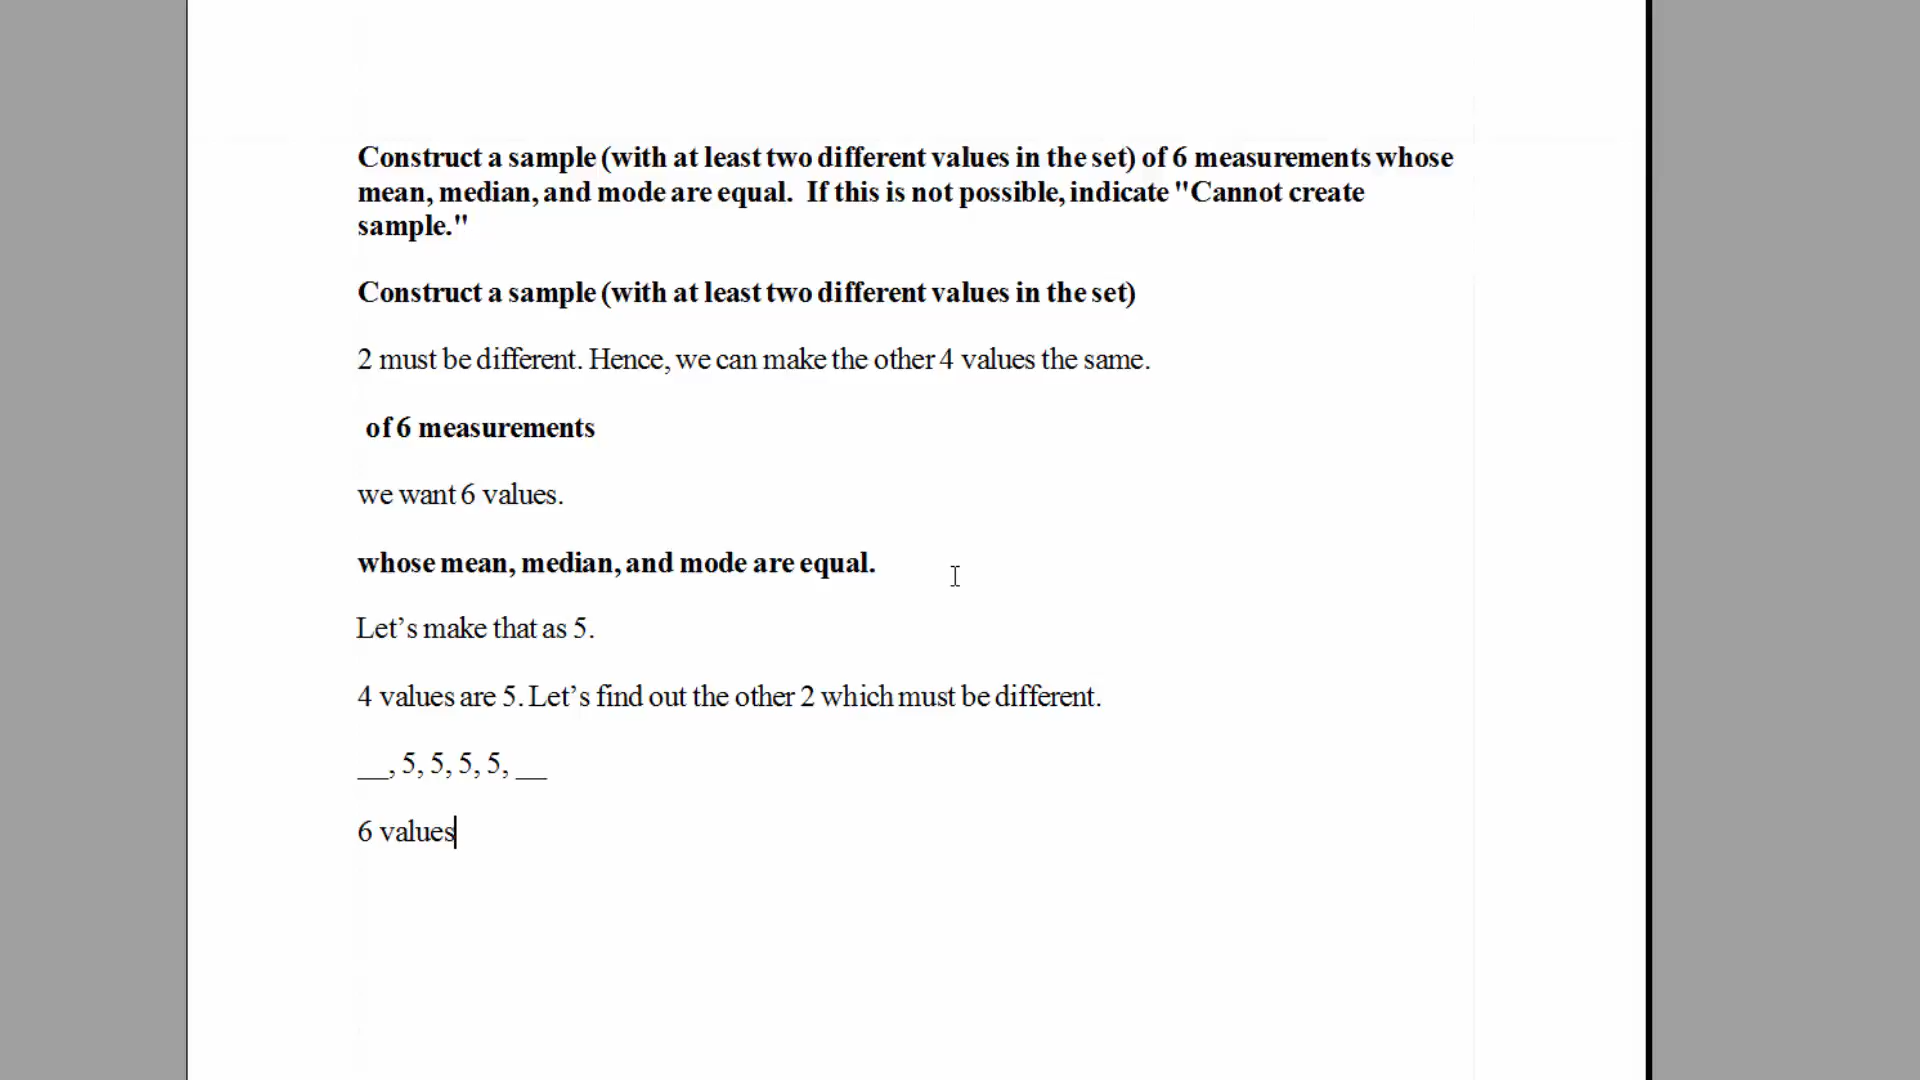 Construct a sample (with at least two different values in the set) of 6 measurements whose
mean, median, and mode are equal.  If this is not possible, indicate "Cannot create
sample."
Construct a sample (with at least two different values in the set)
2 must be different. Hence, we can make the other 4 values the same.
of 6 measurements
we want 6 values.
whose mean, median, and mode are equal.
Let’s make that as 5.
4 values are 5. Let’s find out the other 2 which must be different.
__, 5, 5, 5, 5, __
6 values